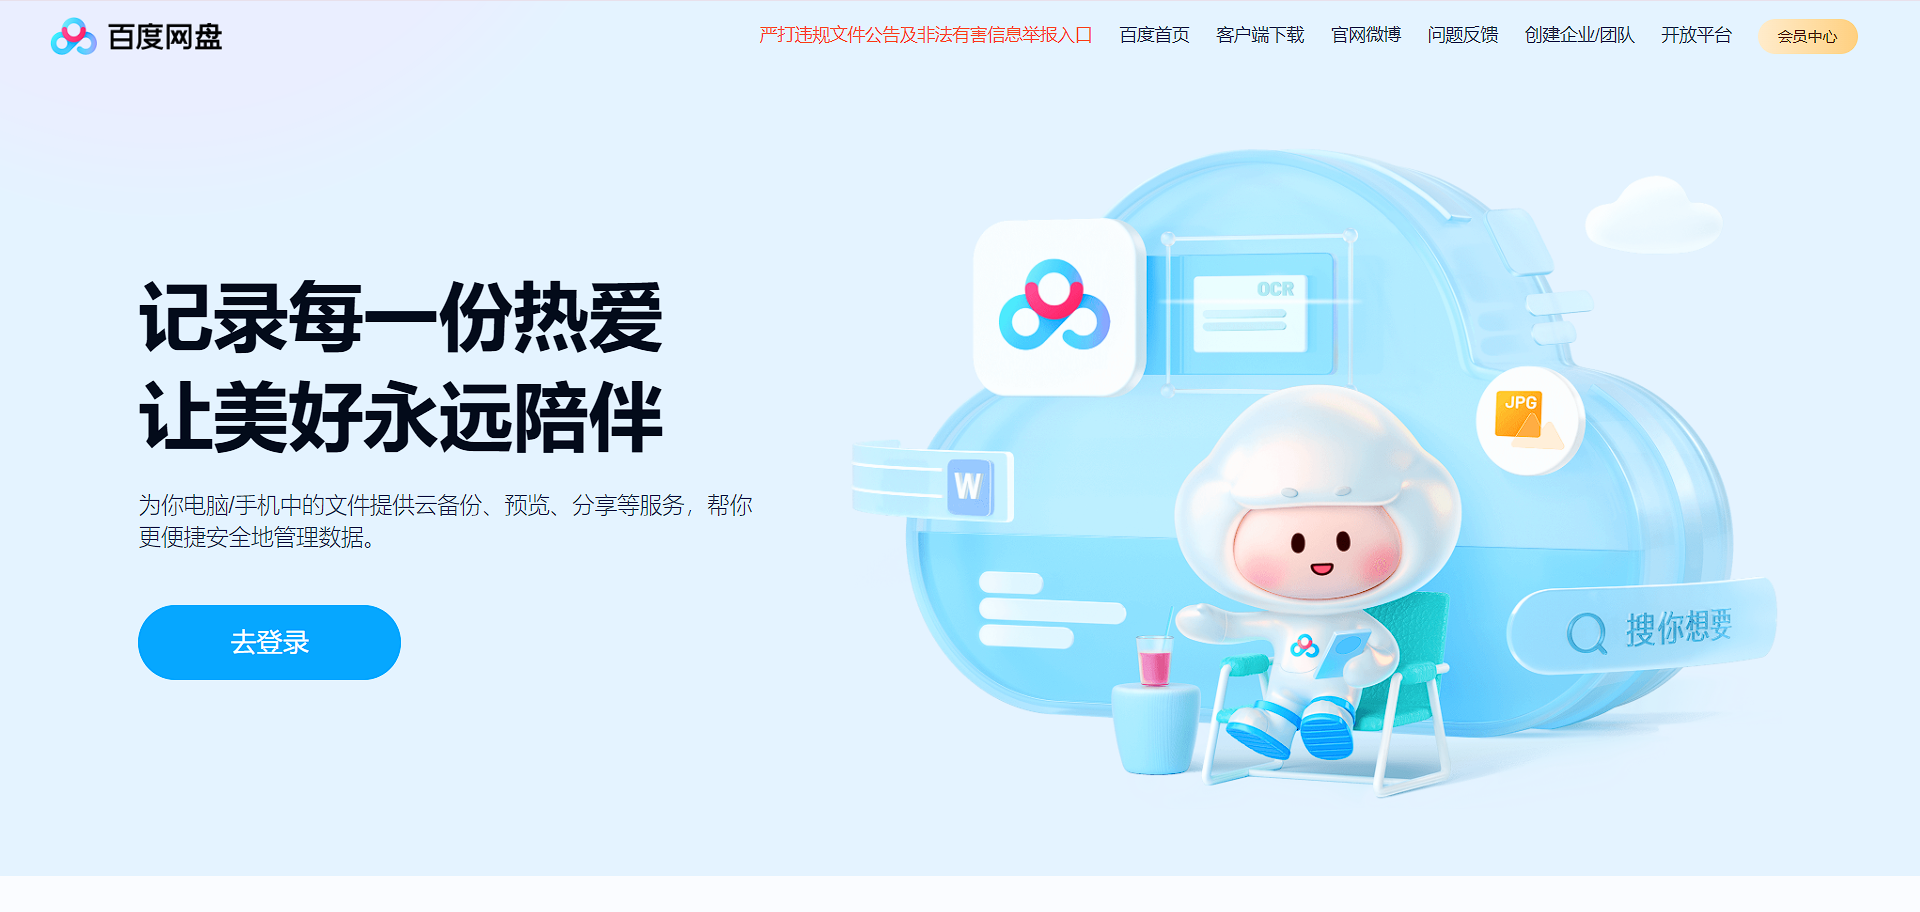 百度网盘
严打违规文件公告及非法有害信息举报入口 百度首页 客户端下载 官网微博 问题反馈 创建企业/团队 开放平台 会员中心
记录每一份热爱
让美好永远陪伴
为你电脑/手机中的文件提供云备份、预览、分享等服务，帮你
更便捷安全地管理数据。
去登录
OCR
JPG
W
搜你想要